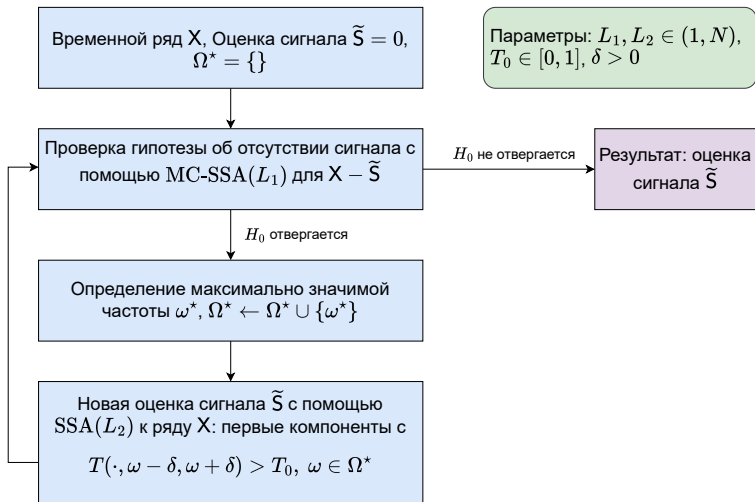 Временной ряд X, Оценка сигнала S̃ = 0,
Ω* = {}
Параметры: L₁, L₂ ∈ (1, N),
T₀ ∈ [0, 1], δ > 0
Проверка гипотезы об отсутствии сигнала с
помощью MC-SSA(L₁) для X − S̃
H₀ не отвергается
Результат: оценка
сигнала S̃
H₀ отвергается
Определение максимально значимой
частоты ω*, Ω* ← Ω* ∪ {ω*}
Новая оценка сигнала S̃ с помощью
SSA(L₂) к ряду X: первые компоненты с
T(·, ω − δ, ω + δ) > T₀, ω ∈ Ω*